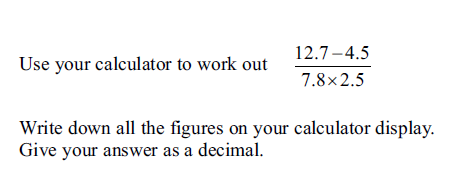 Use your calculator to work out 12.7 – 4.5
7.8 × 2.5
Write down all the figures on your calculator display.
Give your answer as a decimal.